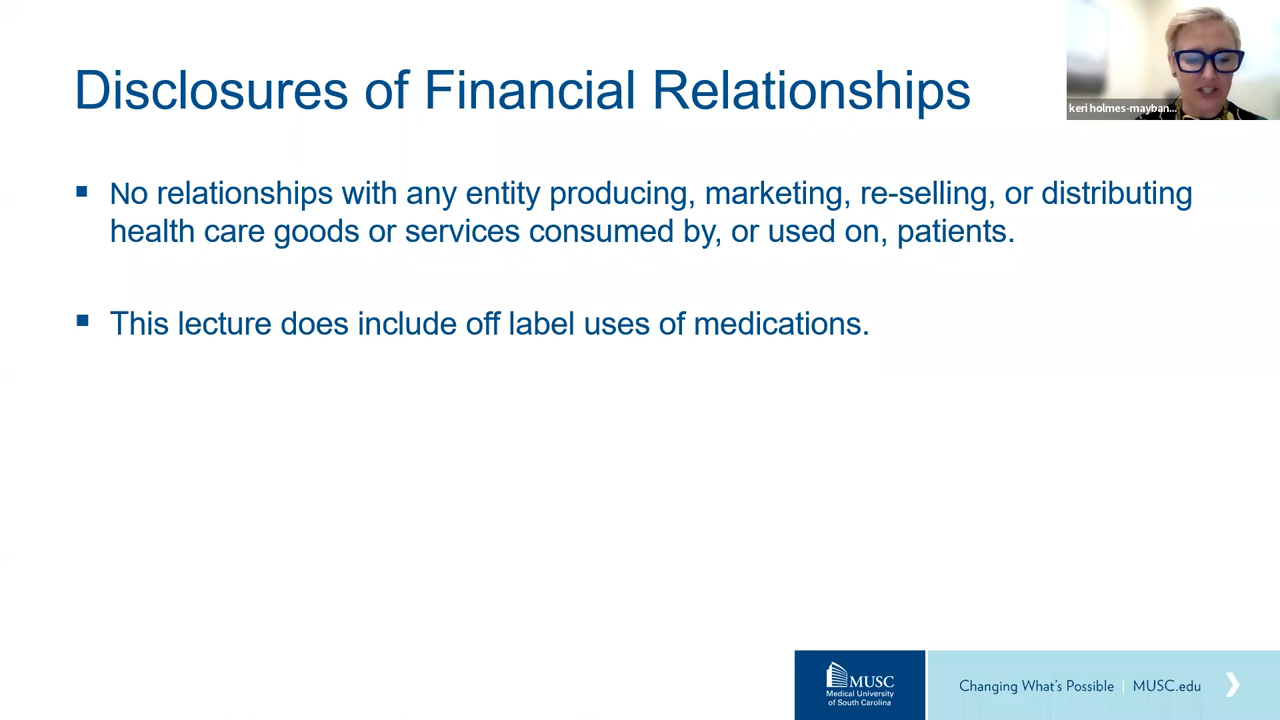 Disclosures of Financial Relationships
keri holmes-mayban...
▪ No relationships with any entity producing, marketing, re-selling, or distributing
health care goods or services consumed by, or used on, patients.
▪ This lecture does include off label uses of medications.
MUSC
Medical University
of South Carolina
Changing What's Possible | MUSC.edu